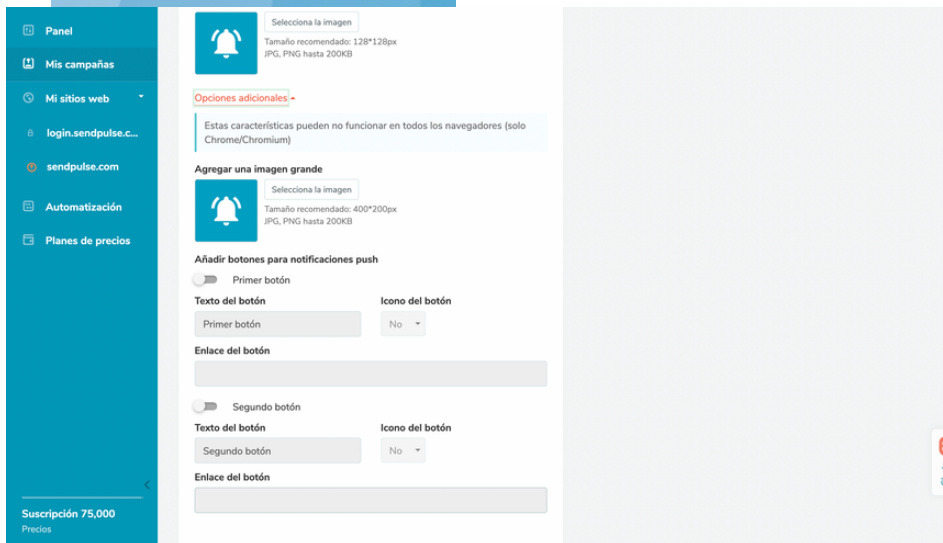 Panel
Mis campañas
Mi sitios web
login.sendpulse.c...
sendpulse.com
Automatización
Planes de precios
Suscripción 75,000
Precios
Selecciona la imagen
Tamaño recomendado: 128*128px
JPG, PNG hasta 200KB
Opciones adicionales
Estas características pueden no funcionar en todos los navegadores (solo
Chrome/Chromium)
Agregar una imagen grande
Selecciona la imagen
Tamaño recomendado: 400*200px
JPG, PNG hasta 200KB
Añadir botones para notificaciones push
Primer botón
Texto del botón Icono del botón
Primer botón No
Enlace del botón
Segundo botón
Texto del botón Icono del botón
Segundo botón No
Enlace del botón